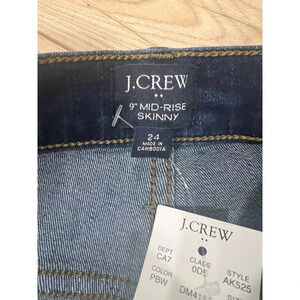 J.CREW
9" MID-RISE
SKINNY
24
MADE IN
CAMBODIA
J.CREW
DEPT CLASS STYLE
CA7 0DE AK525
COLOR
PBW